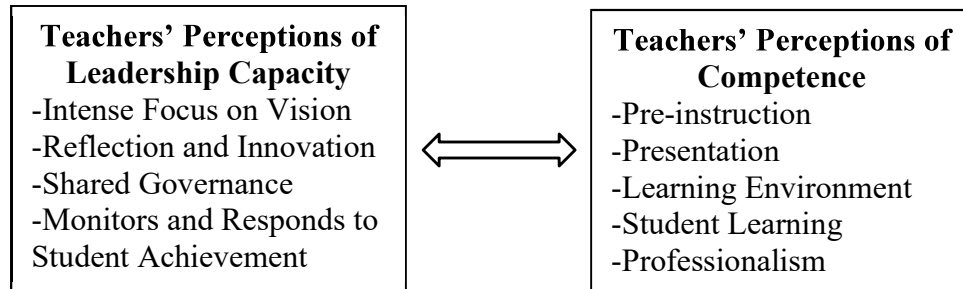 Teachers’ Perceptions of
Leadership Capacity
-Intense Focus on Vision
-Reflection and Innovation
-Shared Governance
-Monitors and Responds to
Student Achievement
Teachers’ Perceptions of
Competence
-Pre-instruction
-Presentation
-Learning Environment
-Student Learning
-Professionalism